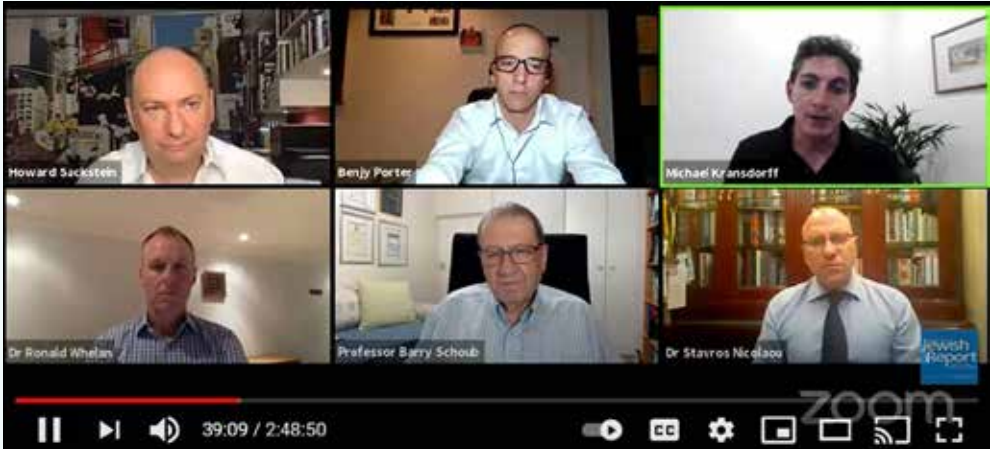 Howard Sackstein
Benjy Porter
Michael Kransdorff
Dr Ronald Whelan
Professor Barry Schoub
Dr Stavros Nicolaou
Jewish
Report
zoom
39:09 / 2:48:50
CC